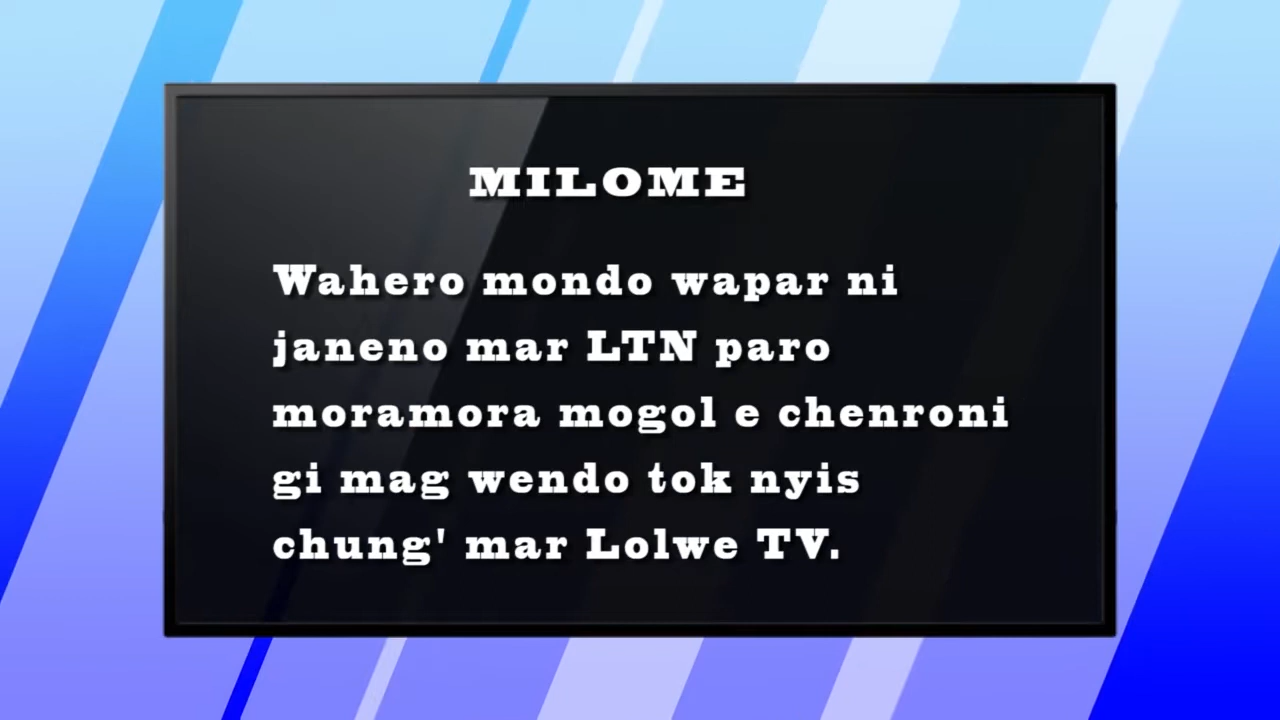 MILOME
Wahero mondo wapar ni
janeno mar LTN paro
moramora mogol e chenroni
gi mag wendo tok nyis
chung' mar Lolwe TV.